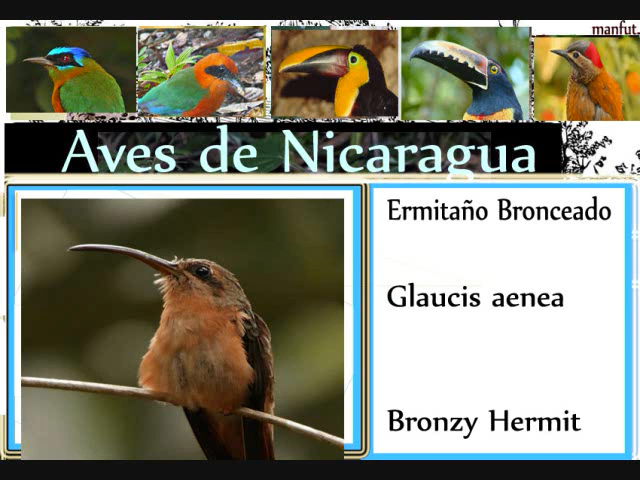 manfut
Aves de Nicaragua
Ermitaño Bronceado
Glaucis aenea
Bronzy Hermit